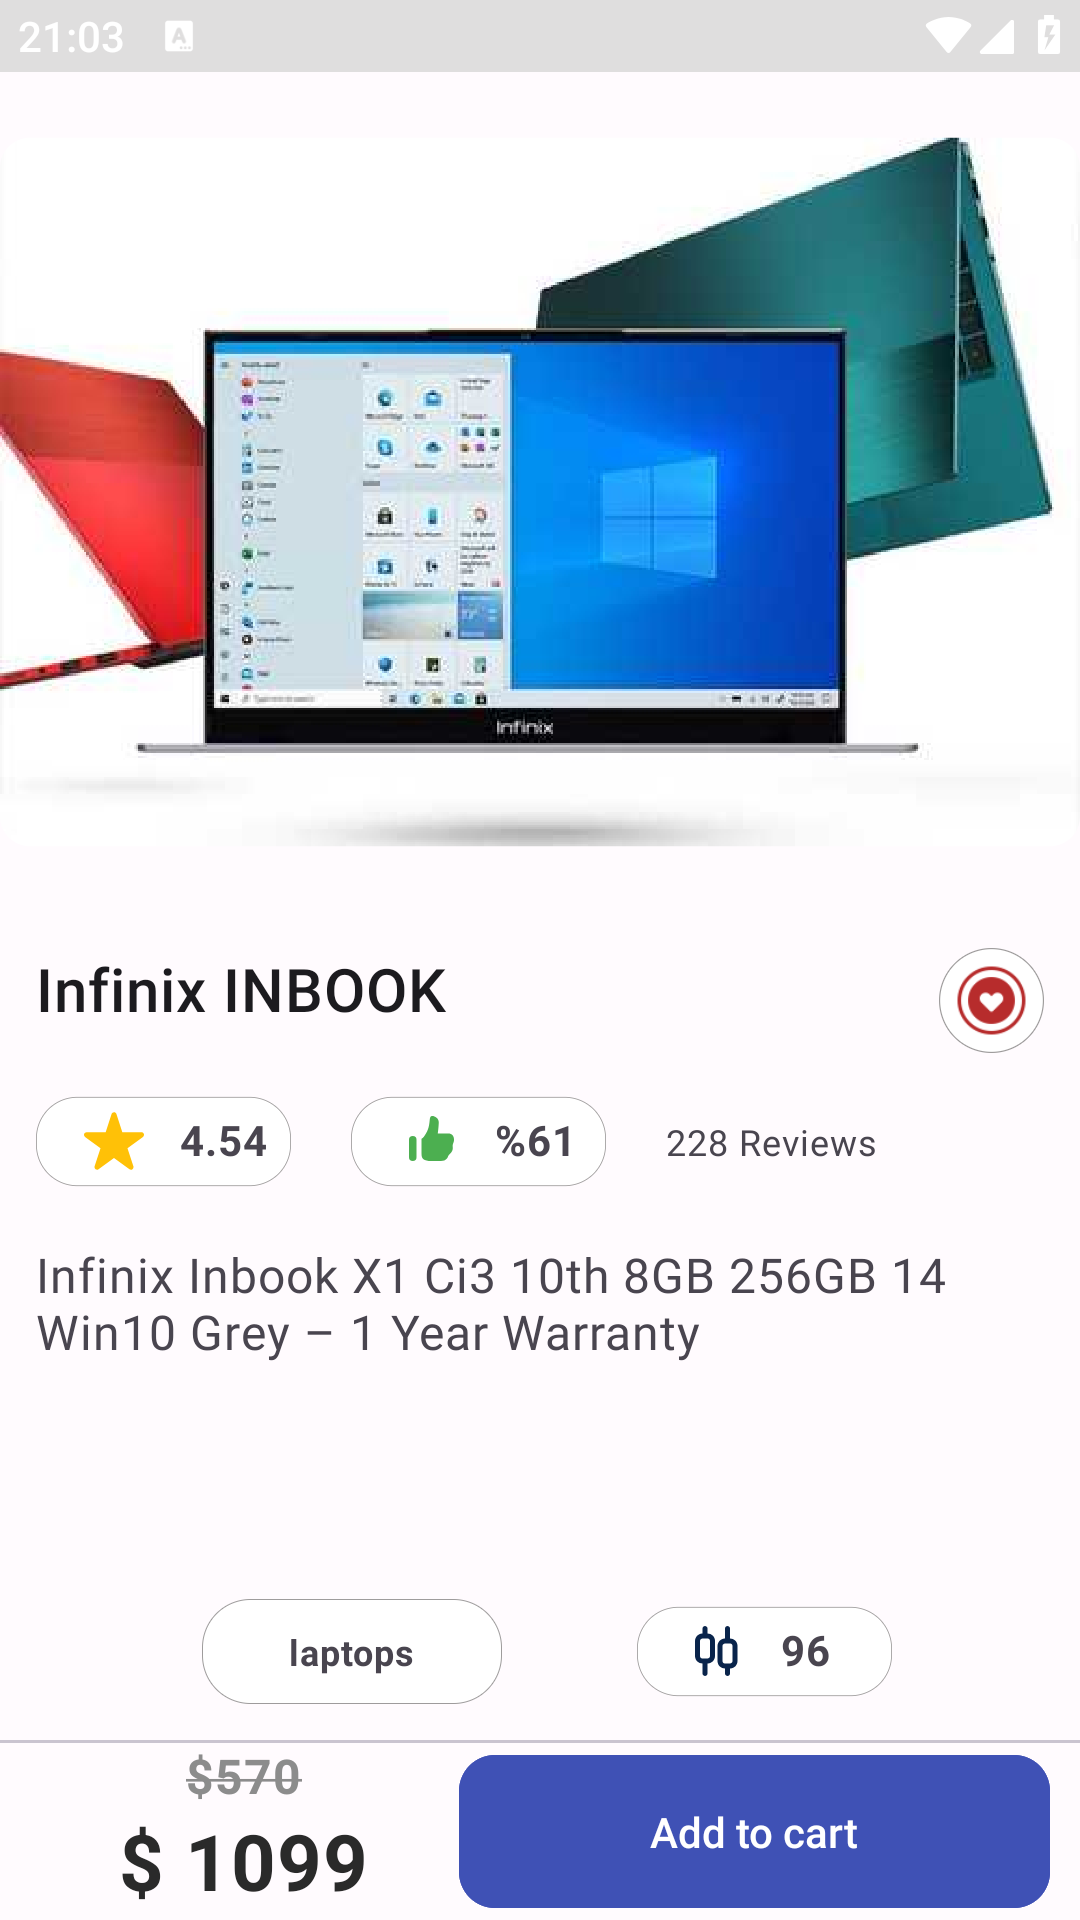 21:03
Infinix
Infinix INBOOK
4.54
%61
228 Reviews
Infinix Inbook X1 Ci3 10th 8GB 256GB 14
Win10 Grey – 1 Year Warranty
laptops
96
$570
$ 1099
Add to cart